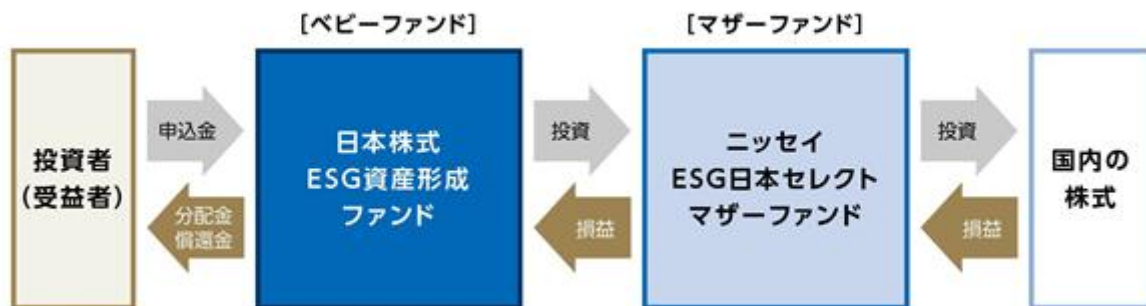 [ベビーファンド]
[マザーファンド]
投資者
(受益者)
申込金
分配金
償還金
日本株式
ESG資産形成
ファンド
投資
損益
ニッセイ
ESG日本セレクト
マザーファンド
投資
損益
国内の
株式